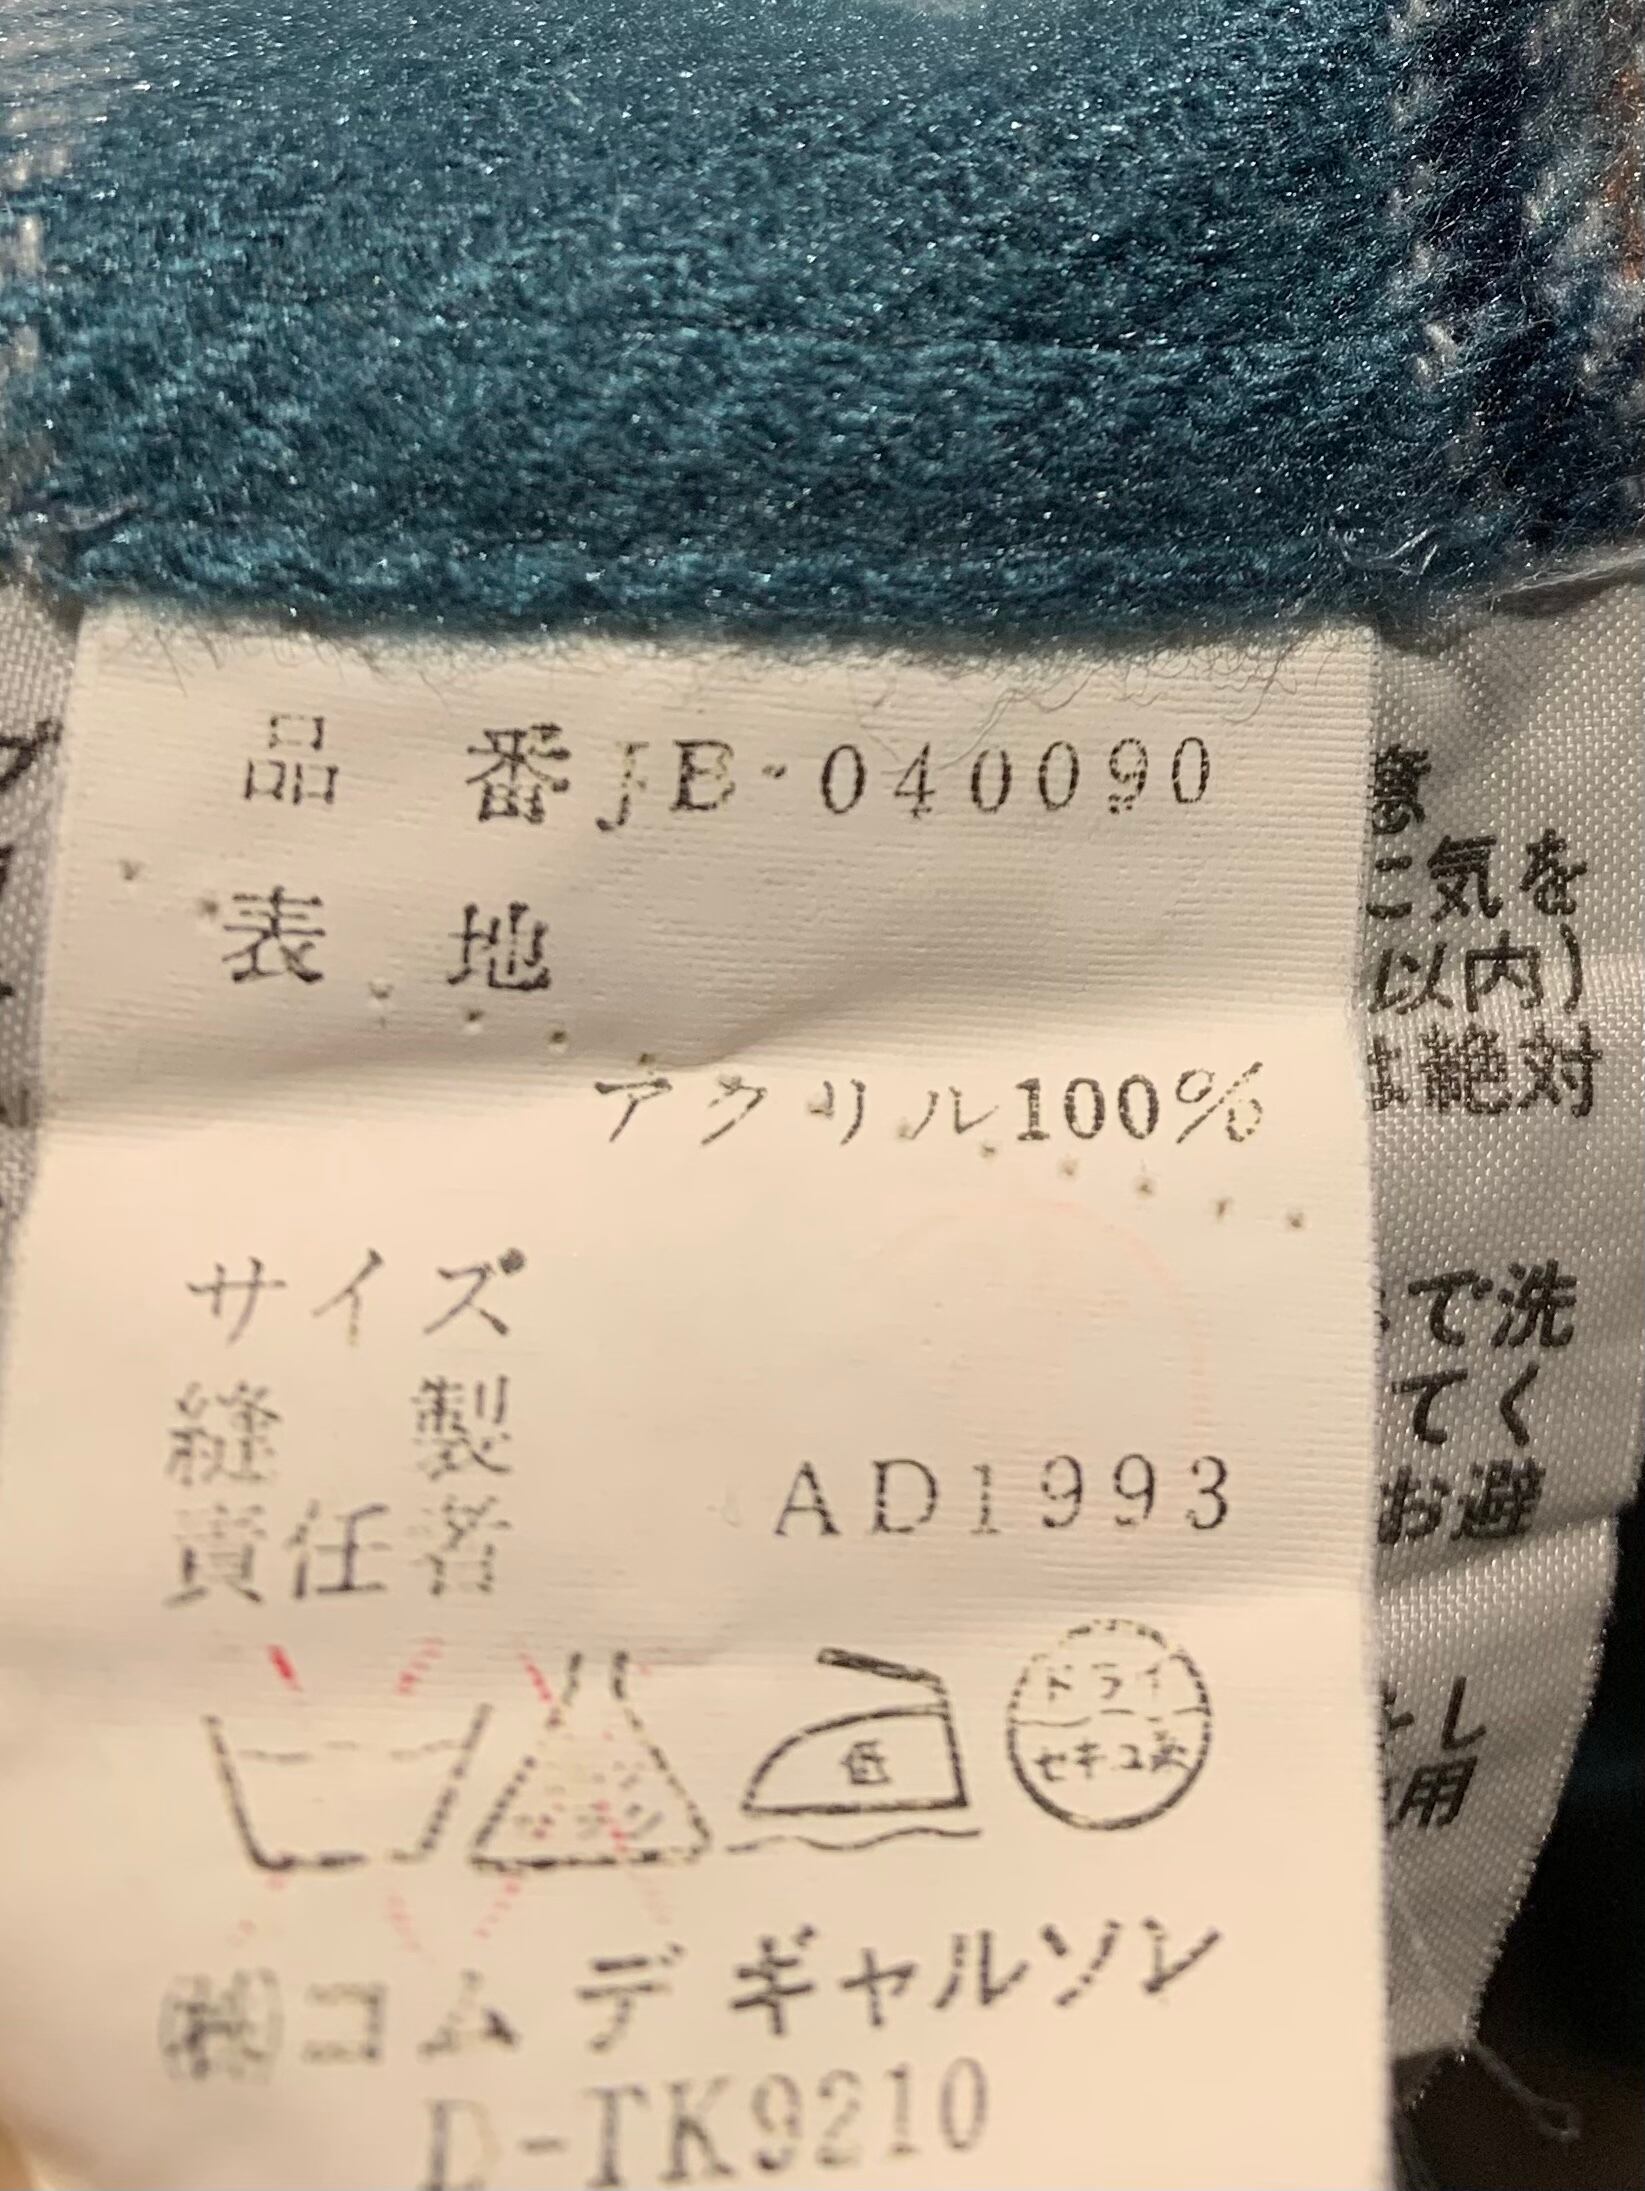 品 番 JB-040090
表 地
アクリル100%
サイズ
縫 製
AD1993
責任者
低
ドライ
セキユ系
㈱コム デ ギャルソン
D-TK9210
気を
以内)
絶対
で洗
てく
お避
し
用